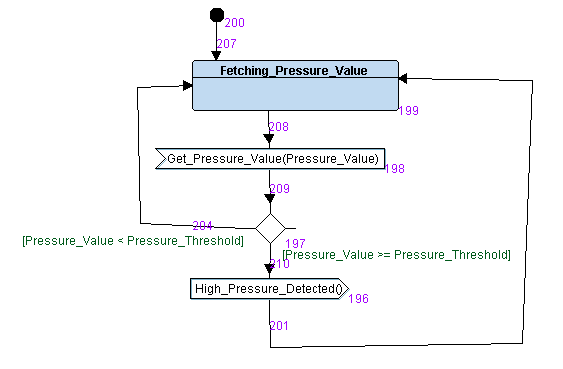 200
207
Fetching_Pressure_Value
199
208
Get_Pressure_Value(Pressure_Value)
198
209
204
[Pressure_Value < Pressure_Threshold]
197
[Pressure_Value >= Pressure_Threshold]
210
High_Pressure_Detected()
196
201